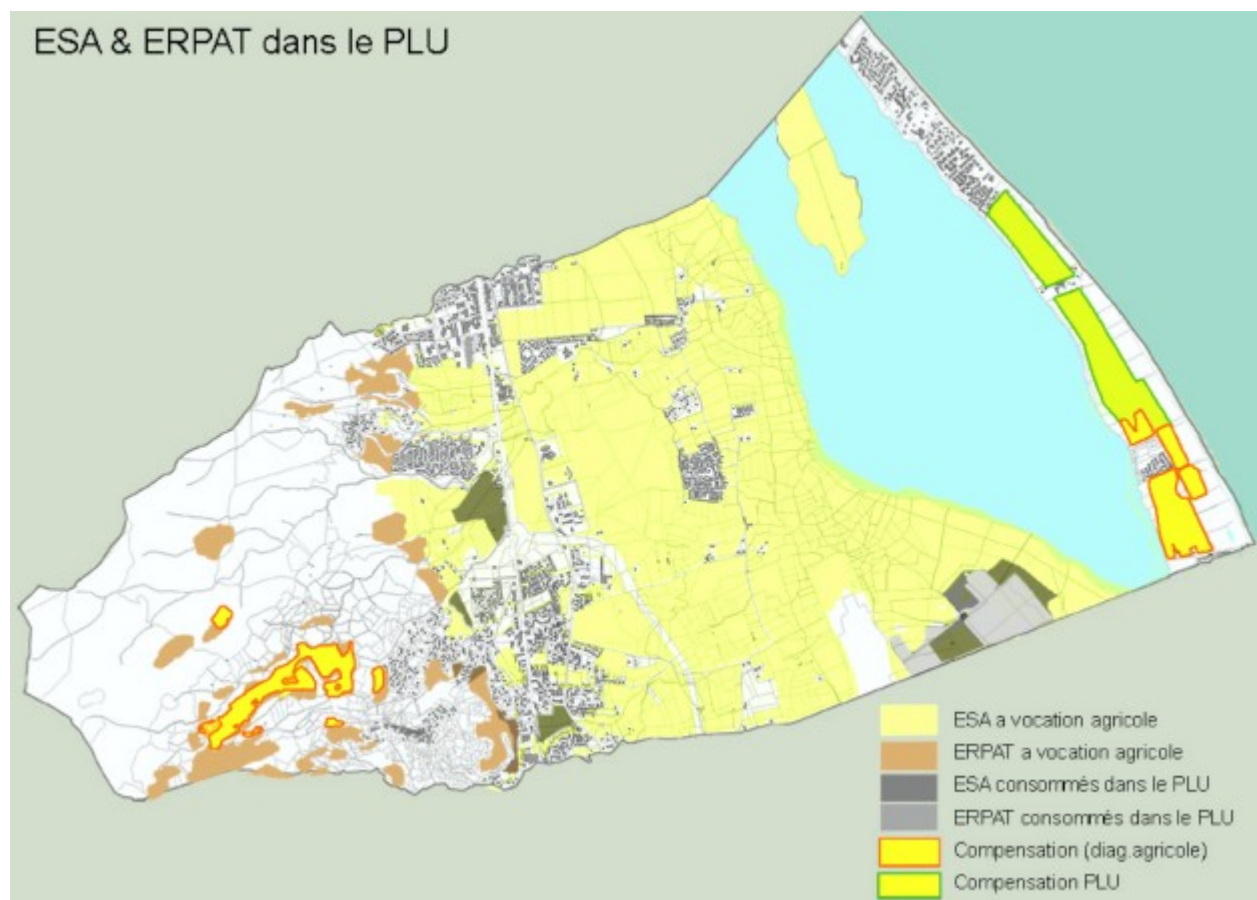 ESA & ERPAT dans le PLU
ESA a vocation agricole
ERPAT a vocation agricole
ESA consommés dans le PLU
ERPAT consommés dans le PLU
Compensation (diag.agricole)
Compensation PLU